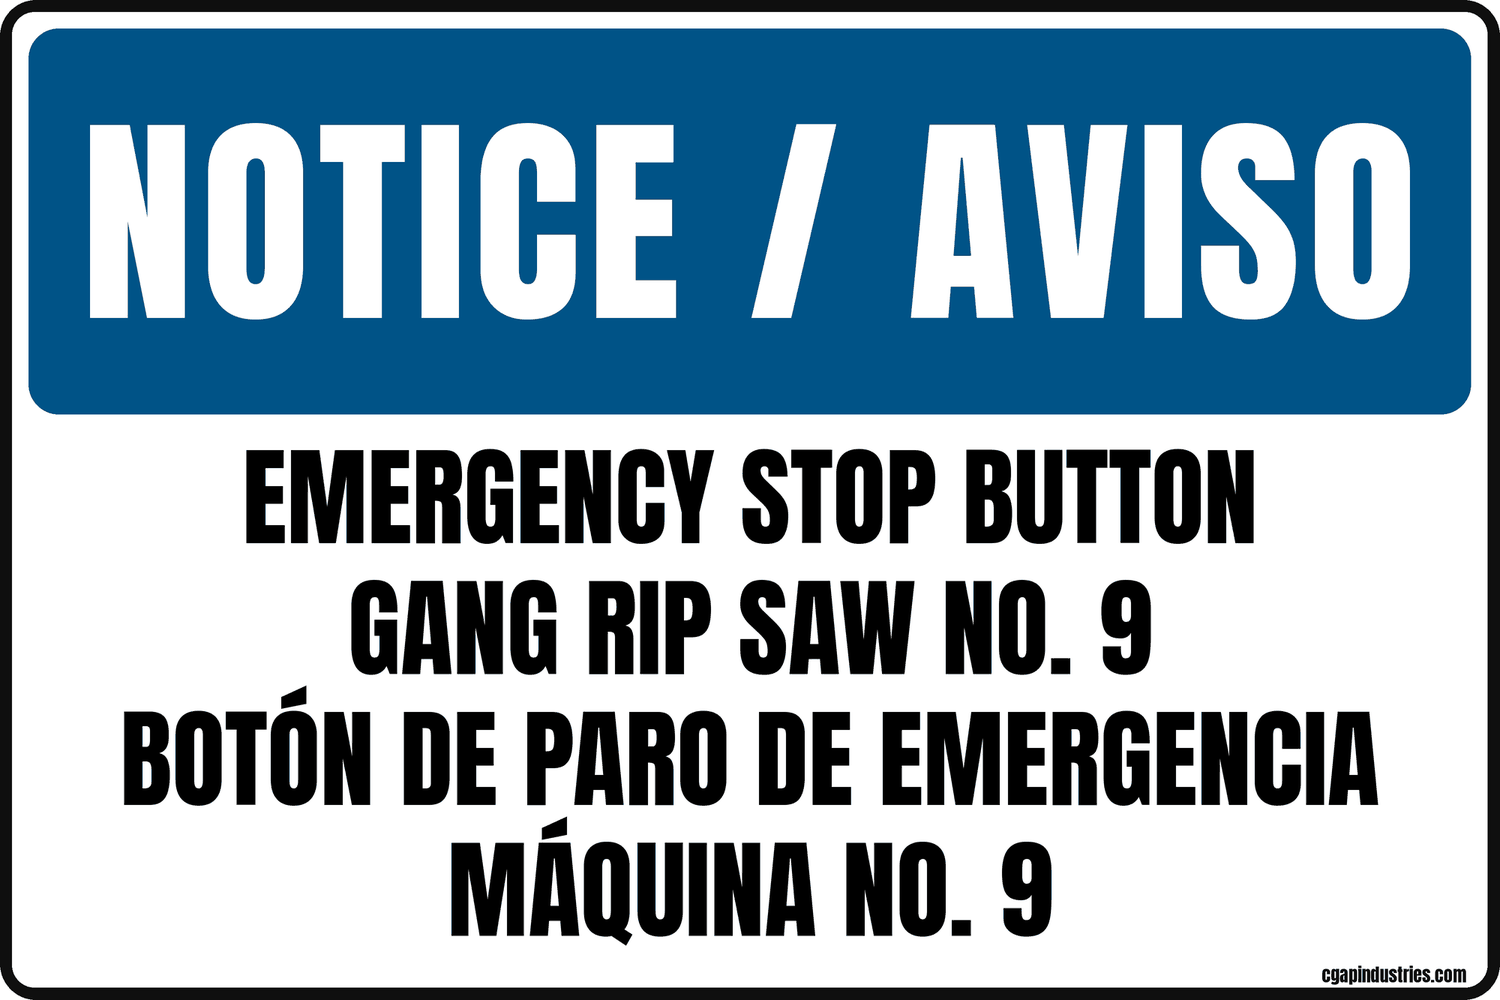 NOTICE / AVISO
EMERGENCY STOP BUTTON
GANG RIP SAW NO. 9
BOTÓN DE PARO DE EMERGENCIA
MÁQUINA NO. 9
cgapindustries.com